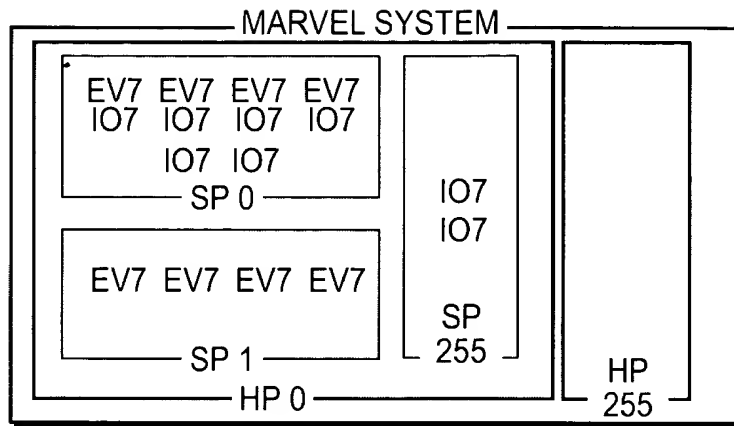 MARVEL SYSTEM
EV7 EV7 EV7 EV7
IO7 IO7 IO7 IO7
IO7 IO7
SP 0
EV7 EV7 EV7 EV7
SP 1
IO7
IO7
SP
255
HP 0
HP
255